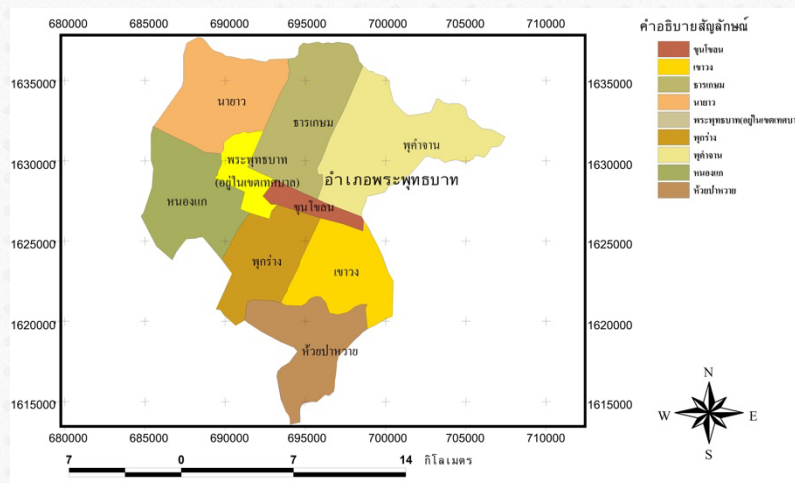 680000 685000 690000 695000 700000 705000 710000
คำอธิบายสัญลักษณ์
ขุนโขลน
เขาวง
ธารเกษม
นายาว
พระพุทธบาท(อยู่ในเขตเทศบา
พุกร่าง
พุคำจาน
หนองแก
ห้วยป่าหวาย
1635000 1635000
นายาว
ธารเกษม
พุคำจาน
1630000 1630000
พระพุทธบาท
(อยู่ในเขตเทศบาล)
อำเภอพระพุทธบาท
หนองแก
ขุนโขลน
1625000 1625000
พุกร่าง
เขาวง
1620000 1620000
ห้วยป่าหวาย
1615000 1615000
680000 685000 690000 695000 700000 705000 710000
7 0 7 14 กิโลเมตร
N
W E
S